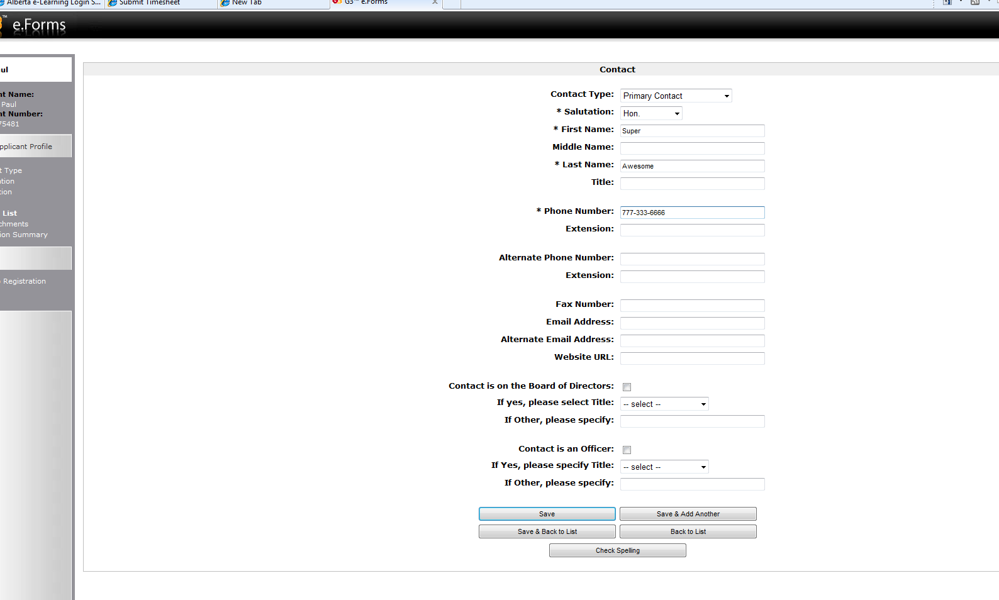 Alberta e-Learning Login S... Submit Timesheet New Tab G3™ e.Forms x
™ e.Forms
ul
nt Name:
Paul
nt Number:
75481
pplicant Profile
t Type
ation
tion
List
chments
ion Summary
Registration
Contact
Contact Type: Primary Contact
* Salutation: Hon.
* First Name: Super
Middle Name:
* Last Name: Awesome
Title:
* Phone Number: 777-333-6666
Extension:
Alternate Phone Number:
Extension:
Fax Number:
Email Address:
Alternate Email Address:
Website URL:
Contact is on the Board of Directors:
If yes, please select Title: -- select --
If Other, please specify:
Contact is an Officer:
If Yes, please specify Title: -- select --
If Other, please specify:
Save Save & Add Another
Save & Back to List Back to List
Check Spelling